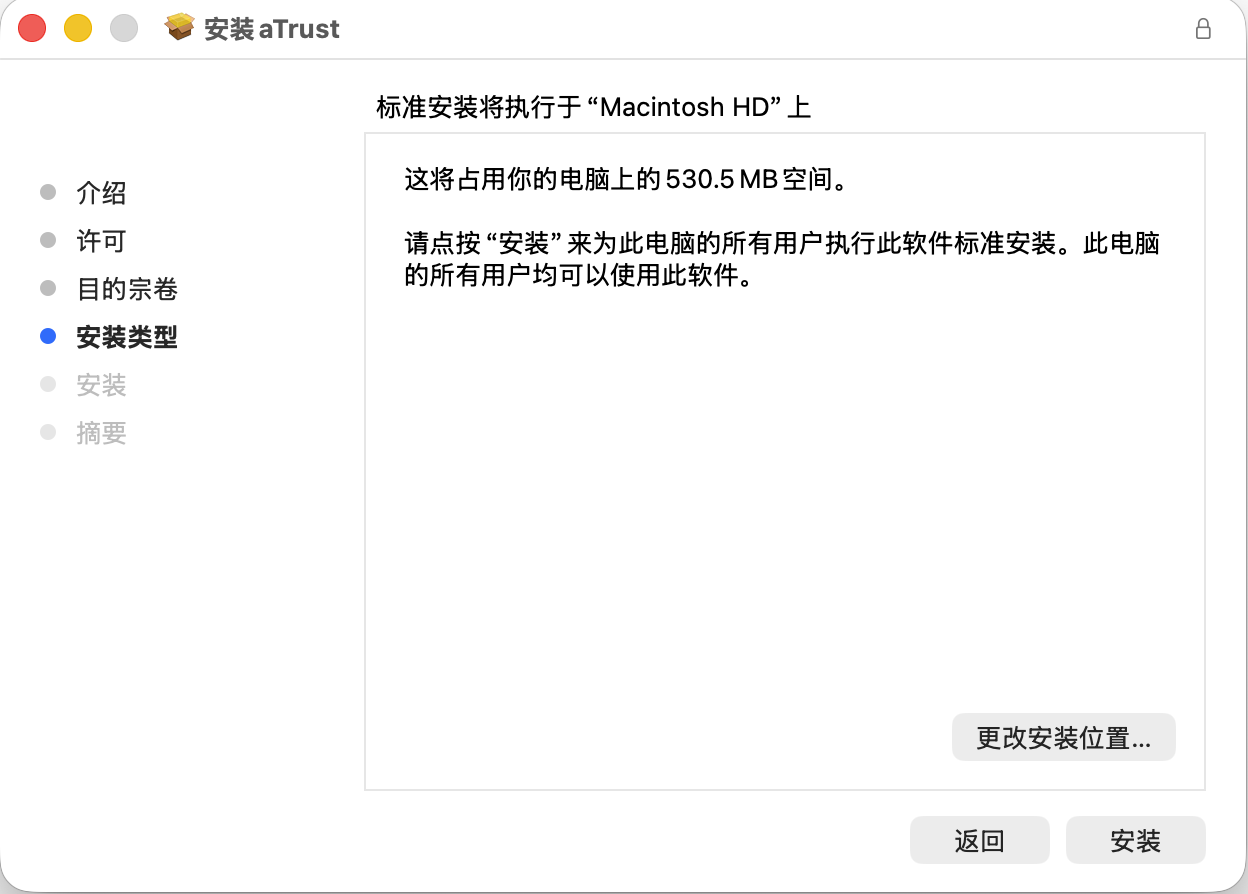 安装 aTrust
标准安装将执行于 “Macintosh HD” 上
介绍
许可
目的宗卷
安装类型
安装
摘要
这将占用你的电脑上的 530.5 MB 空间。
请点按 “安装” 来为此电脑的所有用户执行此软件标准安装。此电脑
的所有用户均可以使用此软件。
更改安装位置...
返回
安装